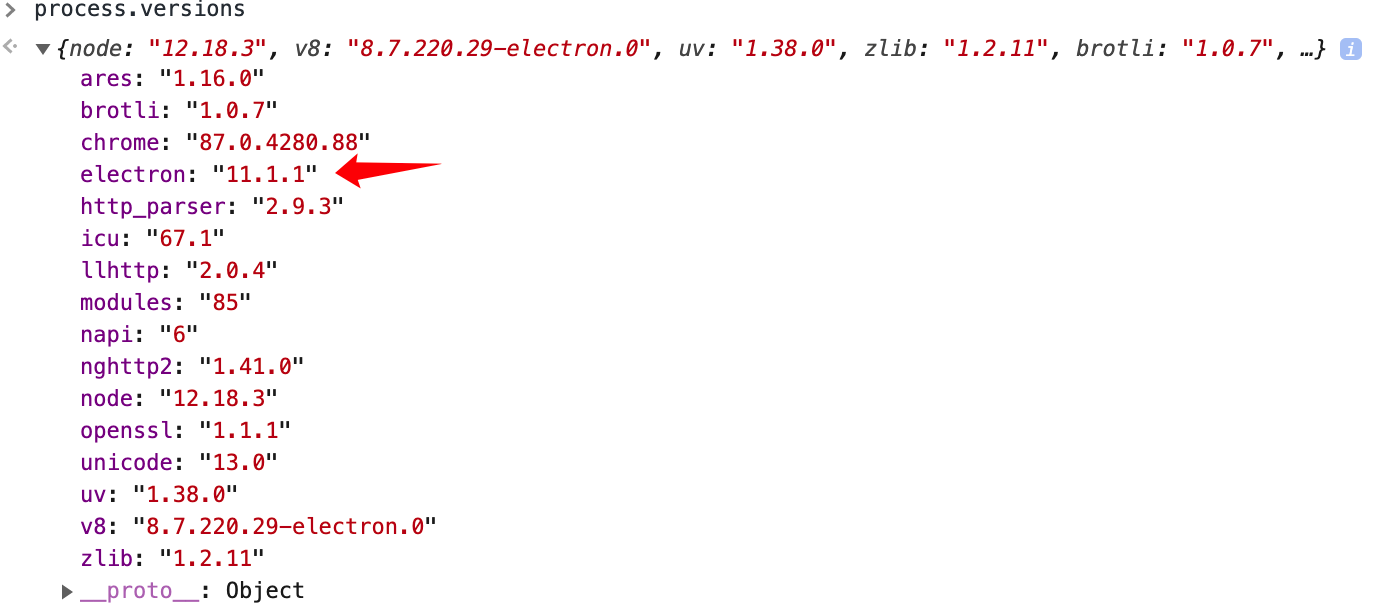 > process.versions
{node: "12.18.3", v8: "8.7.220.29-electron.0", uv: "1.38.0", zlib: "1.2.11", brotli: "1.0.7", …} i
ares: "1.16.0"
brotli: "1.0.7"
chrome: "87.0.4280.88"
electron: "11.1.1"
http_parser: "2.9.3"
icu: "67.1"
llhttp: "2.0.4"
modules: "85"
napi: "6"
nghttp2: "1.41.0"
node: "12.18.3"
openssl: "1.1.1"
unicode: "13.0"
uv: "1.38.0"
v8: "8.7.220.29-electron.0"
zlib: "1.2.11"
__proto__: Object